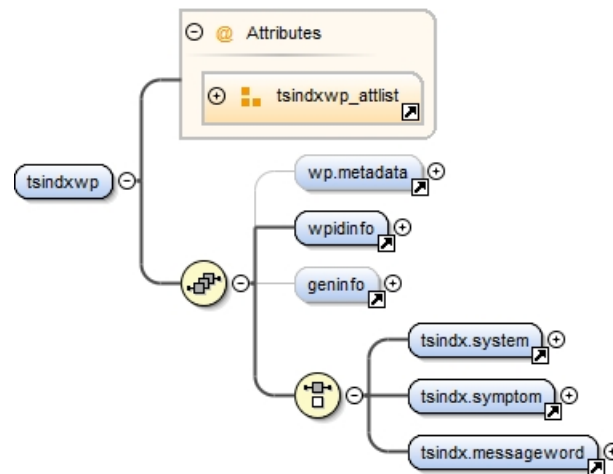 @ Attributes
tsindxwp_attlist
tsindxwp
wp.metadata
wpidinfo
geninfo
tsindx.system
tsindx.symptom
tsindx.messageword